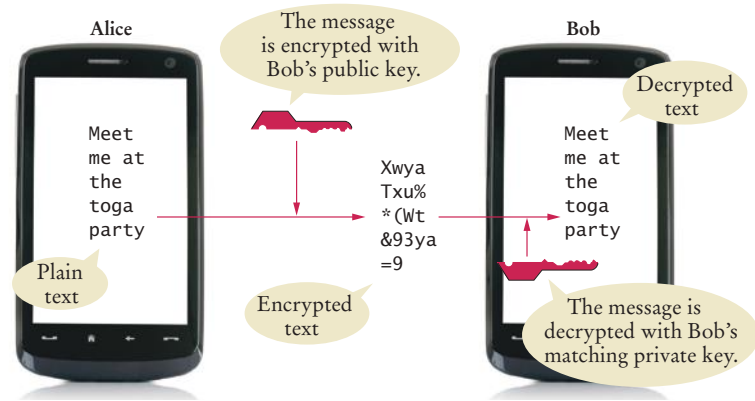 Alice
The message
is encrypted with
Bob's public key.
Bob
Decrypted
text
Meet
me at
the
toga
party
Plain
text
Xwya
Txu%
*(Wt
&93ya
=9
Encrypted
text
Meet
me at
the
toga
party
The message is
decrypted with Bob's
matching private key.